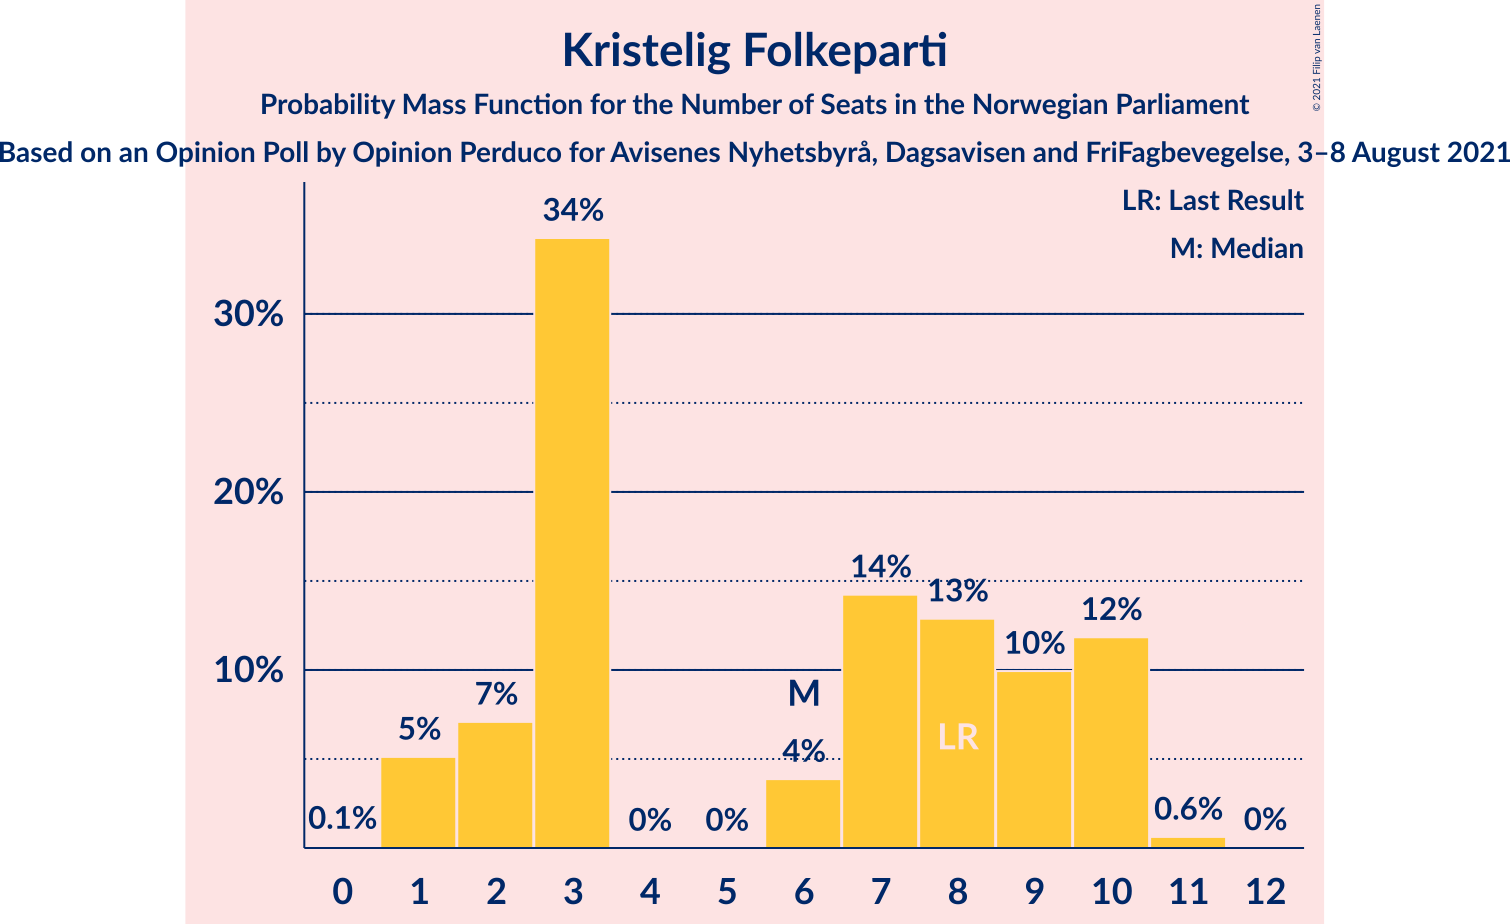 Kristelig Folkeparti
Probability Mass Function for the Number of Seats in the Norwegian Parliament
Based on an Opinion Poll by Opinion Perduco for Avisenes Nyhetsbyrå, Dagsavisen and FriFagbevegelse, 3–8 August 2021
© 2021 Filip van Laenen
LR: Last Result
M: Median
34%
30%
20%
14%
13%
12%
10%
10%
7%
M
5%
LR
4%
0.1%
0%
0%
0.6%
0%
0 1 2 3 4 5 6 7 8 9 10 11 12